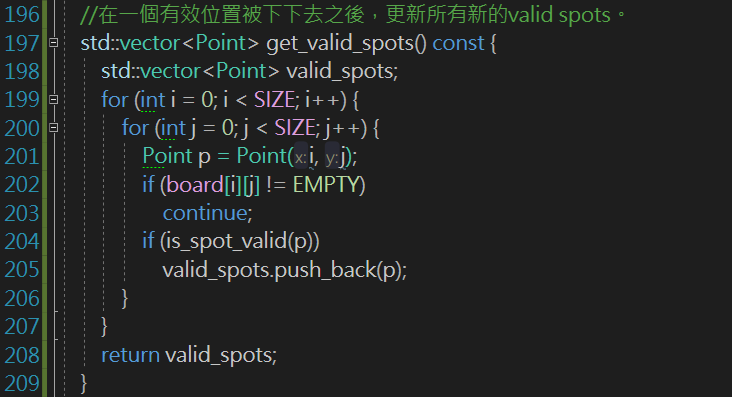 196 //在一個有效位置被下下去之後，更新所有新的valid spots。
197 std::vector<Point> get_valid_spots() const {
198 std::vector<Point> valid_spots;
199 for (int i = 0; i < SIZE; i++) {
200 for (int j = 0; j < SIZE; j++) {
201 Point p = Point(x:i, y:j);
202 if (board[i][j] != EMPTY)
203 continue;
204 if (is_spot_valid(p))
205 valid_spots.push_back(p);
206 }
207 }
208 return valid_spots;
209 }